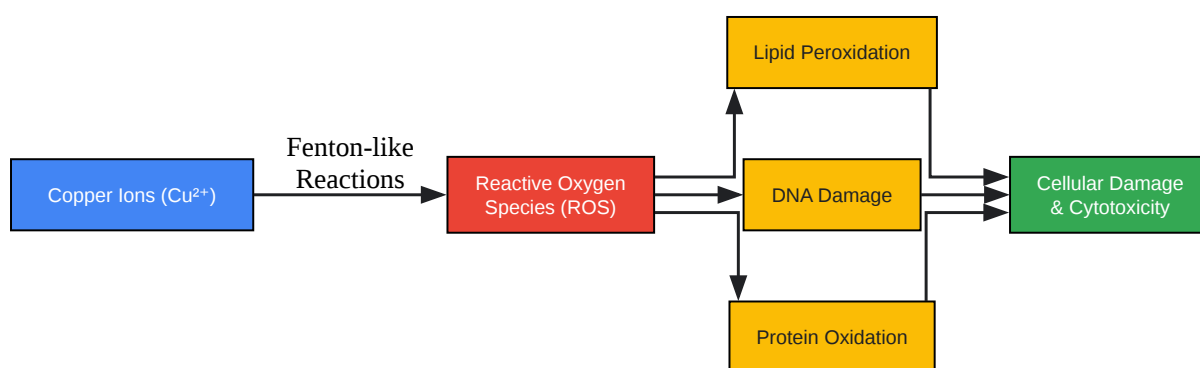 Lipid Peroxidation
Fenton-like
Reactions
Copper Ions (Cu²⁺)
Reactive Oxygen
Species (ROS)
DNA Damage
Cellular Damage
& Cytotoxicity
Protein Oxidation